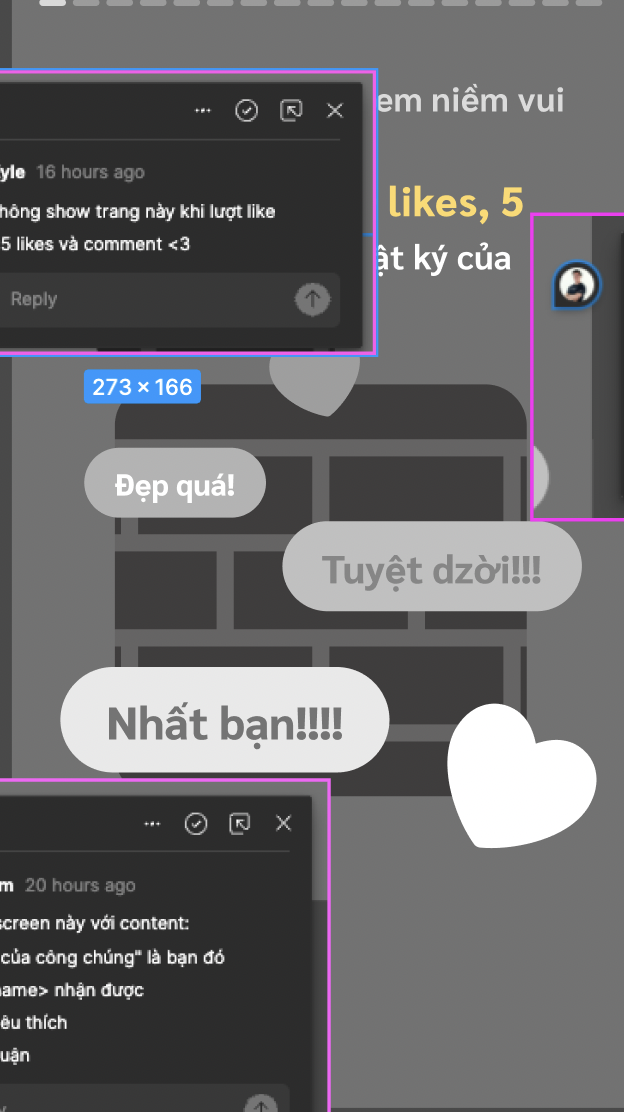 em niềm vui
yle 16 hours ago
hông show trang này khi lượt like
5 likes và comment <3
Reply
likes, 5
ật ký của
273 × 166
Đẹp quá!
Tuyệt dzời!!!
Nhất bạn!!!!
m 20 hours ago
screen này với content:
của công chúng" là bạn đó
name> nhận được
êu thích
uận